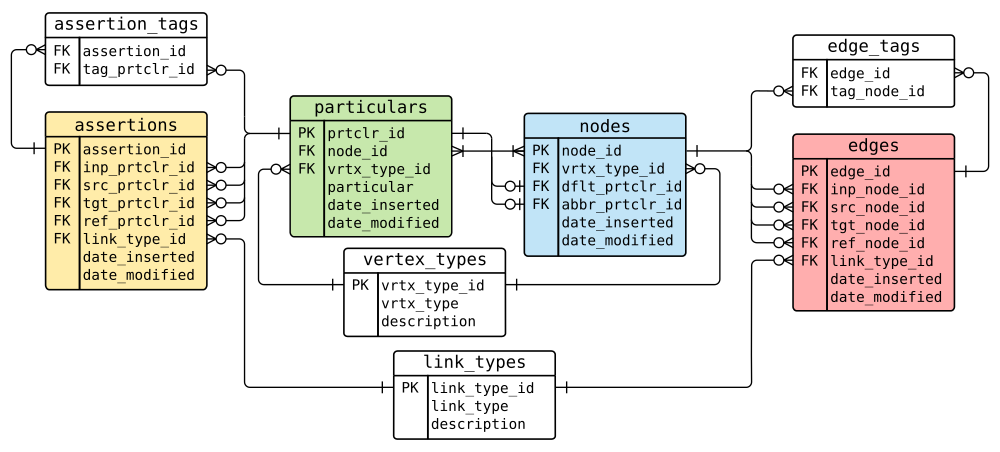 assertion_tags
FK assertion_id
FK tag_prtclr_id
assertions
PK assertion_id
FK inp_prtclr_id
FK src_prtclr_id
FK tgt_prtclr_id
FK ref_prtclr_id
FK link_type_id
date_inserted
date_modified
particulars
PK prtclr_id
FK node_id
FK vrtx_type_id
particular
date_inserted
date_modified
nodes
PK node_id
FK vrtx_type_id
FK dflt_prtclr_id
FK abbr_prtclr_id
date_inserted
date_modified
vertex_types
PK vrtx_type_id
vrtx_type
description
link_types
PK link_type_id
link_type
description
edge_tags
FK edge_id
FK tag_node_id
edges
PK edge_id
FK inp_node_id
FK src_node_id
FK tgt_node_id
FK ref_node_id
FK link_type_id
date_inserted
date_modified